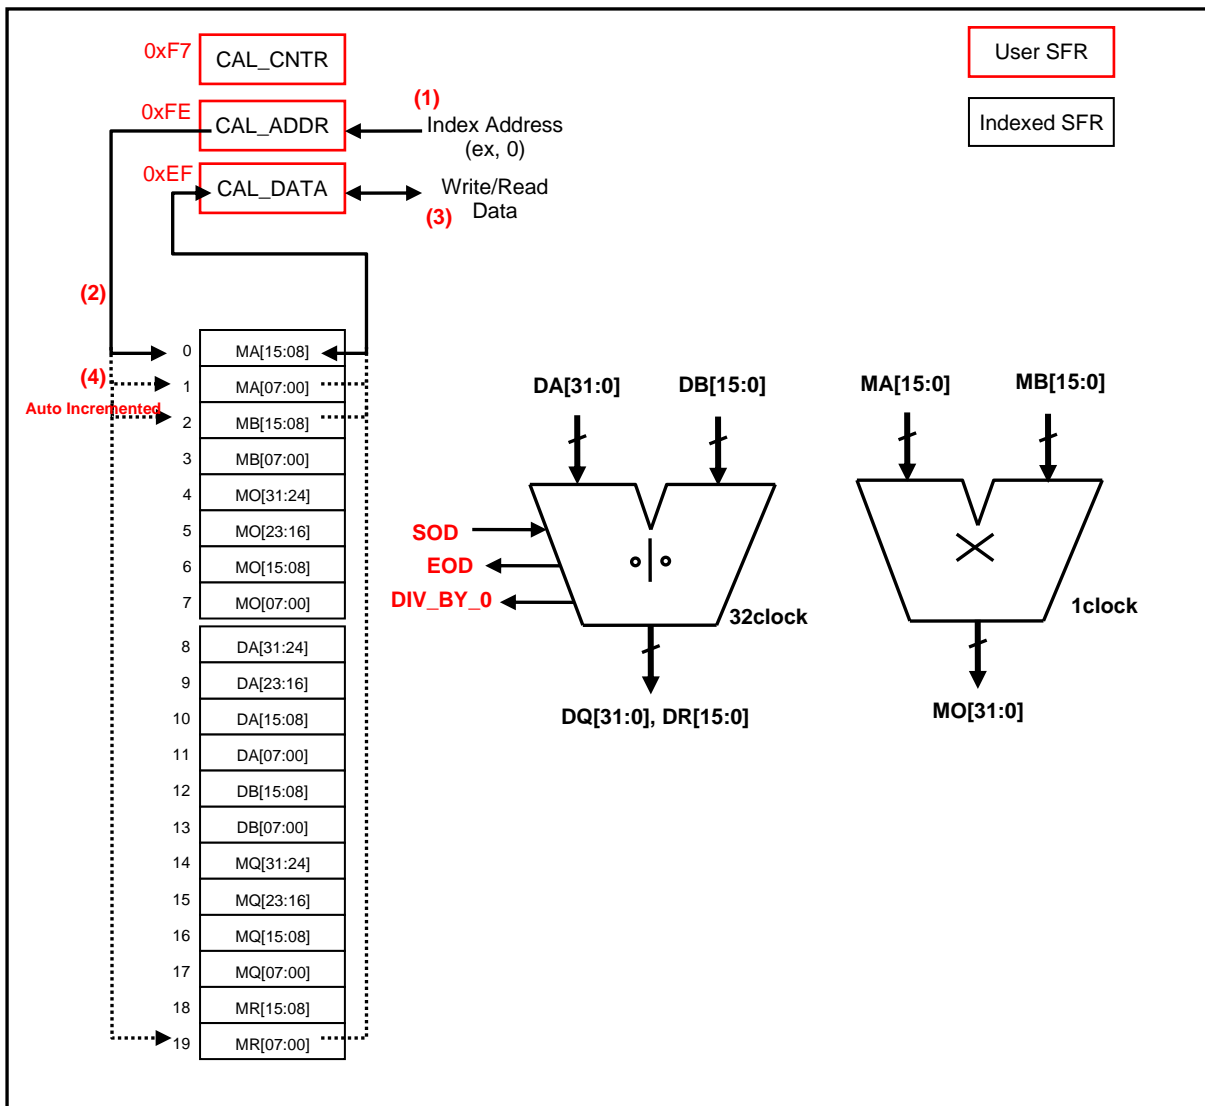 0xF7
CAL_CNTR
User SFR
0xFE
CAL_ADDR
(1)
Index Address
(ex, 0)
Indexed SFR
0xEF
CAL_DATA
Write/Read
Data
(3)
(2)
(4)
Auto Incremented
0 MA[15:08]
1 MA[07:00]
2 MB[15:08]
3 MB[07:00]
4 MO[31:24]
5 MO[23:16]
6 MO[15:08]
7 MO[07:00]
8 DA[31:24]
9 DA[23:16]
10 DA[15:08]
11 DA[07:00]
12 DB[15:08]
13 DB[07:00]
14 MQ[31:24]
15 MQ[23:16]
16 MQ[15:08]
17 MQ[07:00]
18 MR[15:08]
19 MR[07:00]
DA[31:0]
DB[15:0]
SOD
EOD
DIV_BY_0
32clock
DQ[31:0], DR[15:0]
MA[15:0]
MB[15:0]
1clock
MO[31:0]